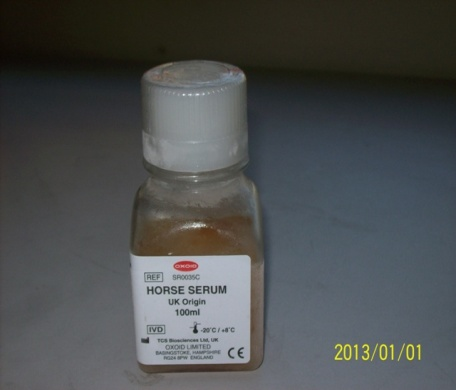 OXOID
REF SR0035C
HORSE SERUM
UK Origin
100ml
IVD -20°C / +8°C
TCS Biosciences Ltd, UK
OXOID LIMITED
BASINGSTOKE, HAMPSHIRE
RG24 8PW ENGLAND
CE
2013/01/01